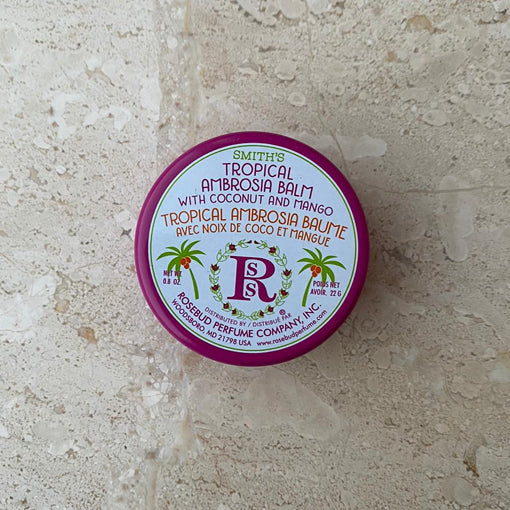 SMITH'S
TROPICAL
AMBROSIA BALM
WITH COCONUT AND MANGO
TROPICAL AMBROSIA BAUME
AVEC NOIX DE COCO ET MANGUE
NET WT
0.8 OZ.
RSS
POIDS NET
AVOIR. 22 G
DISTRIBUTED BY / DISTRIBUÉ PAR
ROSEBUD PERFUME COMPANY, INC.®
WOODSBORO, MD 21798 USA www.rosebudperfume.com